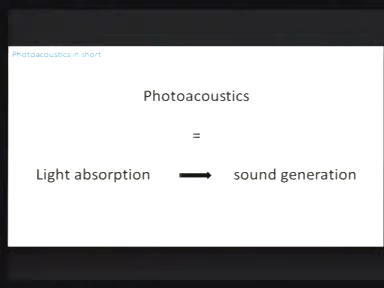 Photoacoustics in short
Photoacoustics
=
Light absorption → sound generation